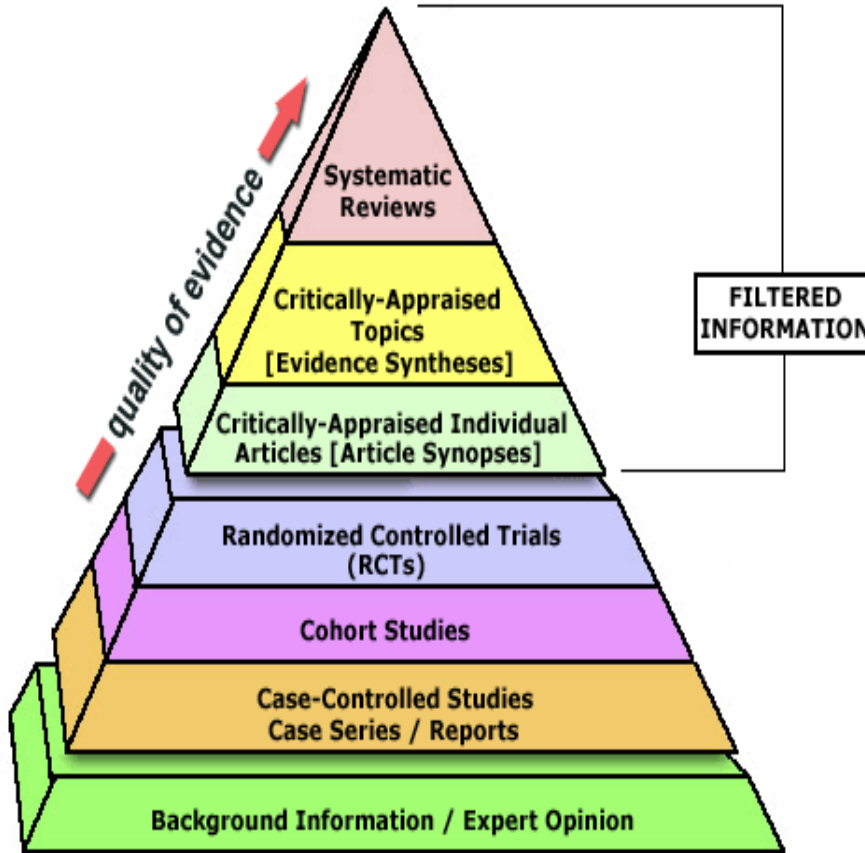 Systematic
Reviews
Critically-Appraised
Topics
[Evidence Syntheses]
Critically-Appraised Individual
Articles [Article Synopses]
Randomized Controlled Trials
(RCTs)
Cohort Studies
Case-Controlled Studies
Case Series / Reports
Background Information / Expert Opinion
quality of evidence
FILTERED
INFORMATION